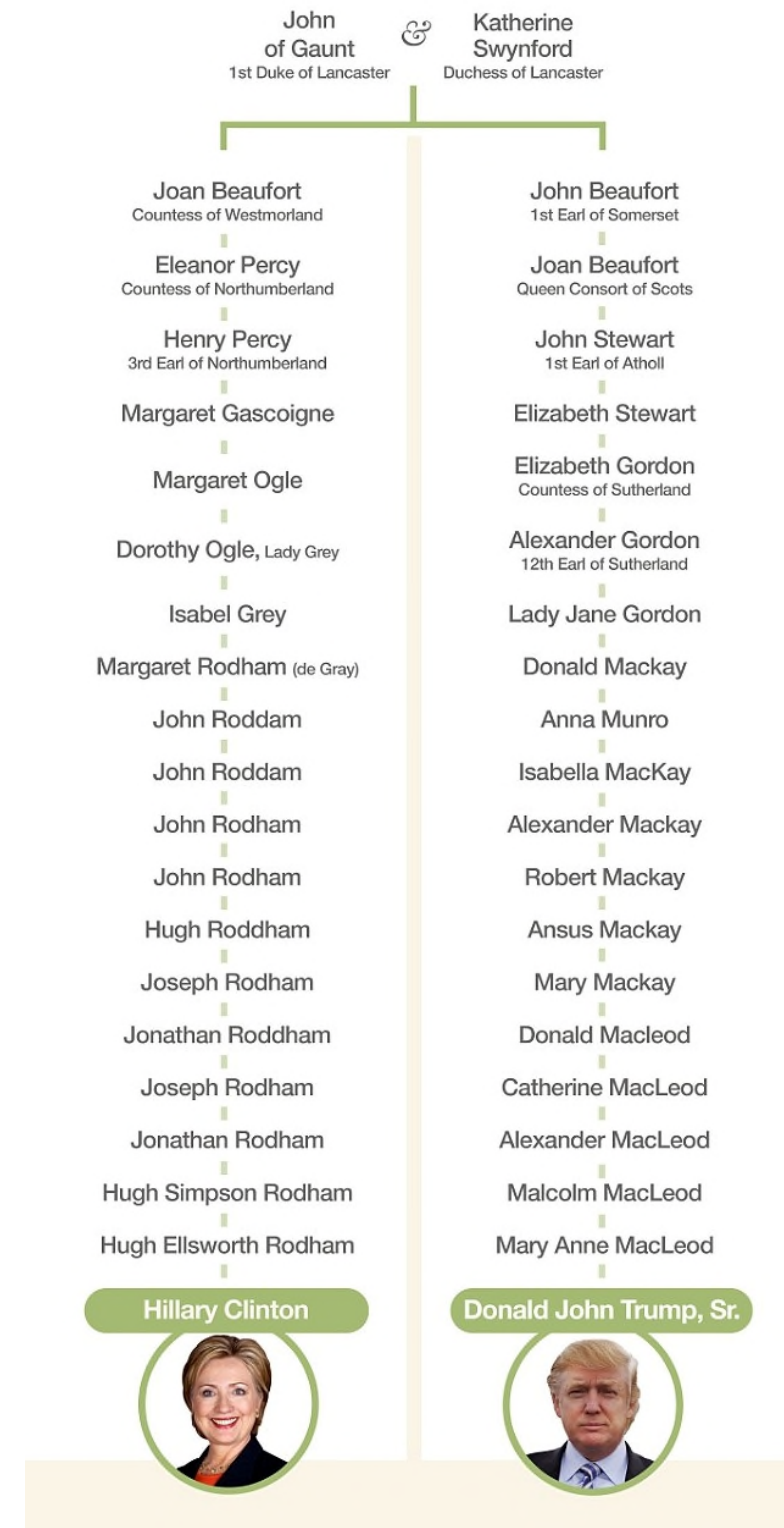 John
of Gaunt
1st Duke of Lancaster
&
Katherine
Swynford
Duchess of Lancaster
Joan Beaufort
Countess of Westmorland
Eleanor Percy
Countess of Northumberland
Henry Percy
3rd Earl of Northumberland
Margaret Gascoigne
Margaret Ogle
Dorothy Ogle, Lady Grey
Isabel Grey
Margaret Rodham (de Gray)
John Roddam
John Roddam
John Rodham
John Rodham
Hugh Roddham
Joseph Rodham
Jonathan Roddham
Joseph Rodham
Jonathan Rodham
Hugh Simpson Rodham
Hugh Ellsworth Rodham
Hillary Clinton
John Beaufort
1st Earl of Somerset
Joan Beaufort
Queen Consort of Scots
John Stewart
1st Earl of Atholl
Elizabeth Stewart
Elizabeth Gordon
Countess of Sutherland
Alexander Gordon
12th Earl of Sutherland
Lady Jane Gordon
Donald Mackay
Anna Munro
Isabella MacKay
Alexander Mackay
Robert Mackay
Ansus Mackay
Mary Mackay
Donald Macleod
Catherine MacLeod
Alexander MacLeod
Malcolm MacLeod
Mary Anne MacLeod
Donald John Trump, Sr.